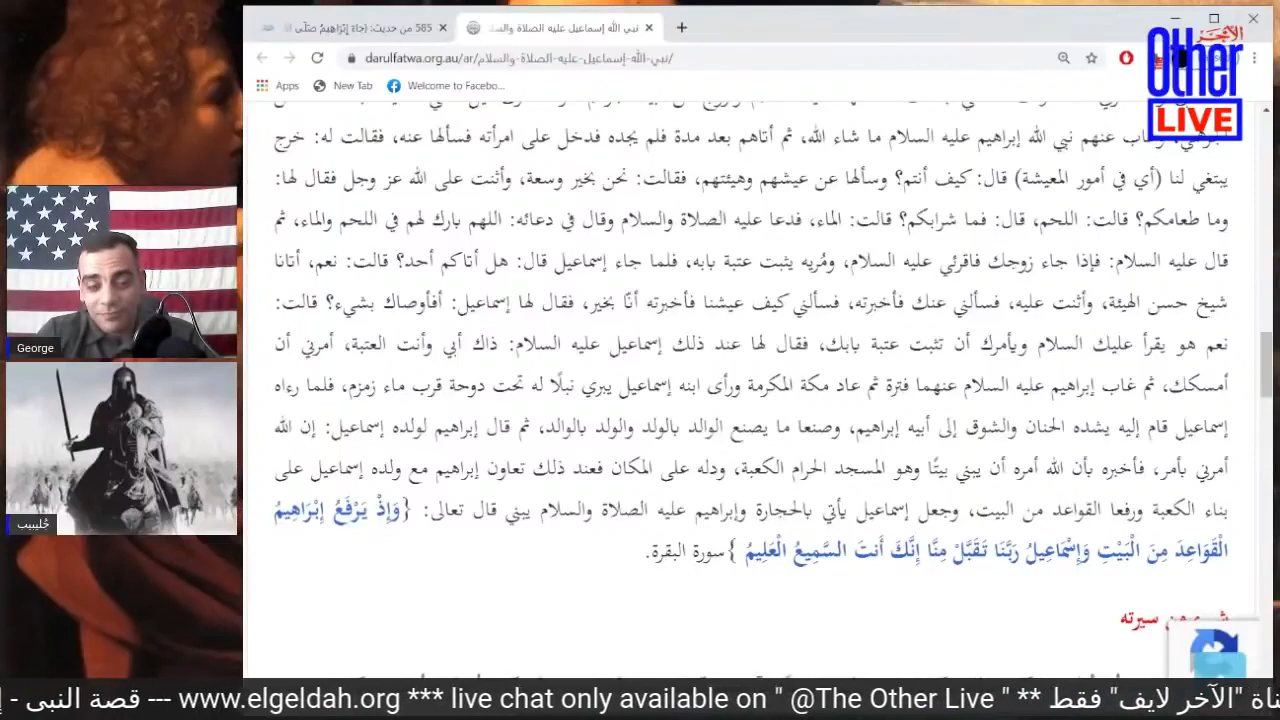 585 من حديث: (جاءَ إبْرَاهِيمُ صَلَّى ال
نبي الله إسماعيل عليه الصلاة والسلا
darulfatwa.org.au/ar/نبي-الله-إسماعيل-عليه-الصلاة-والسلام/
Apps
New Tab
Welcome to Facebo...
الآخر
Other
LIVE
غاب عنهم نبي الله إبراهيم عليه السلام ما شاء الله، ثم أتاهم بعد مدة فلم يجده فدخل على امرأته فسألها عنه، فقالت له: خرج
يبتغي لنا (أي في أمور المعيشة) قال: كيف أنتم؟ وسألها عن عيشهم وهيئتهم، فقالت: نحن بخير وسعة، وأثنت على الله عز وجل فقال لها:
وما طعامكم؟ قالت: اللحم، قال: فما شرابكم؟ قالت: الماء، فدعا عليه الصلاة والسلام وقال في دعائه: اللهم بارك لهم في اللحم والماء، ثم
قال عليه السلام: فإذا جاء زوجك فاقرئي عليه السلام، ومُريه يثبت عتبة بابه، فلما جاء إسماعيل قال: هل أتاكم أحد؟ قالت: نعم، أتانا
شيخ حسن الهيئة، وأثنت عليه، فسألني عنك فأخبرته، فسألني كيف عيشنا فأخبرته أنّا بخير، فقال لها إسماعيل: أفأوصاك بشيء؟ قالت:
نعم هو يقرأ عليك السلام ويأمرك أن تثبت عتبة بابك، فقال لها عند ذلك إسماعيل عليه السلام: ذاك أبي وأنت العتبة، أمرني أن
أمسكك، ثم غاب إبراهيم عليه السلام عنهما فترة ثم عاد مكة المكرمة ورأى ابنه إسماعيل يبري نبلًا له تحت دوحة قرب ماء زمزم، فلما رءاه
إسماعيل قام إليه يشده الحنان والشوق إلى أبيه إبراهيم، وصنعا ما يصنع الوالد بالولد والولد بالوالد، ثم قال إبراهيم لولده إسماعيل: إن الله
أمرني بأمر، فأخبره بأن الله أمره أن يبني بيتًا وهو المسجد الحرام الكعبة، ودله على المكان فعند ذلك تعاون إبراهيم مع ولده إسماعيل على
بناء الكعبة ورفعا القواعد من البيت، وجعل إسماعيل يأتي بالحجارة وإبراهيم عليه الصلاة والسلام يبني قال تعالى: {وَإِذْ يَرْفَعُ إِبْرَاهِيمُ
الْقَوَاعِدَ مِنَ الْبَيْتِ وَإِسْمَاعِيلُ رَبَّنَا تَقَبَّلْ مِنَّا إِنَّكَ أَنتَ السَّمِيعُ الْعَلِيمُ } سورة البقرة.
سيرته
George
جُليبيب
ناة "الآخر لايف" فقط ** " @The Other Live " live chat only available on *** www.elgeldah.org --- قصة النبى -